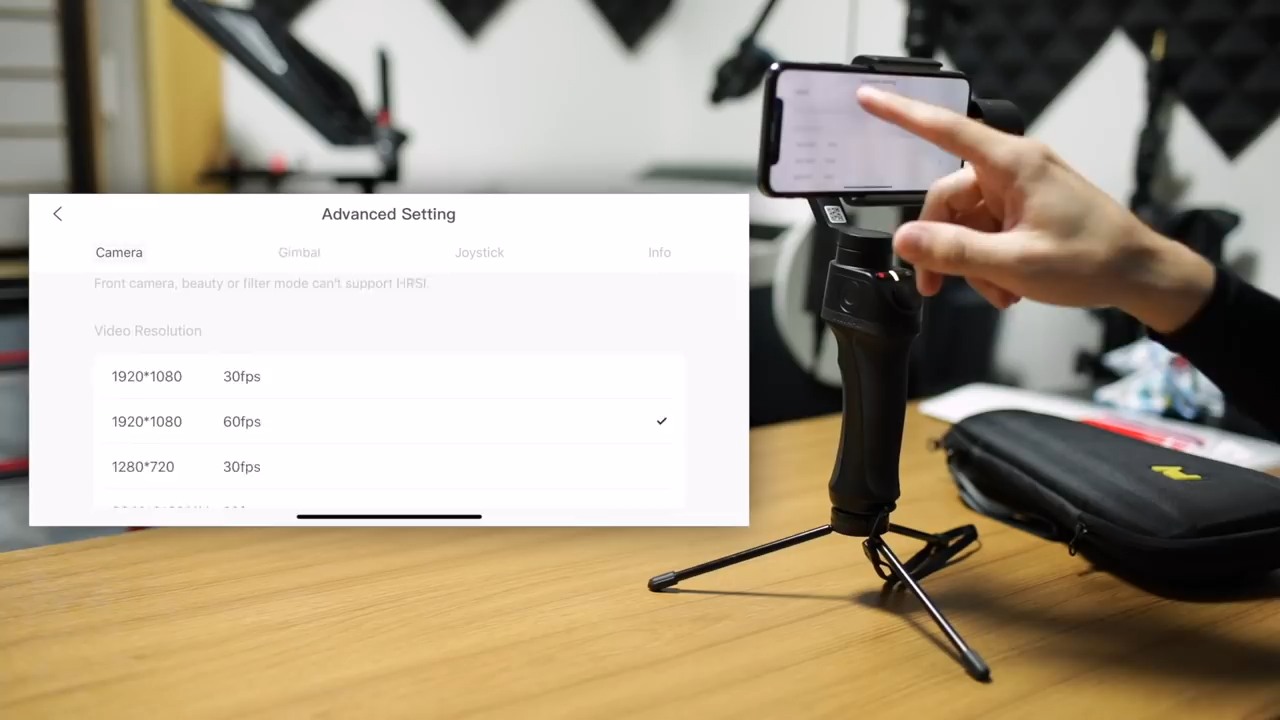 Advanced Setting
Camera Gimbal Joystick Info
Front camera, beauty or filter mode can't support HRSI.
Video Resolution
1920*1080 30fps
1920*1080 60fps
1280*720 30fps